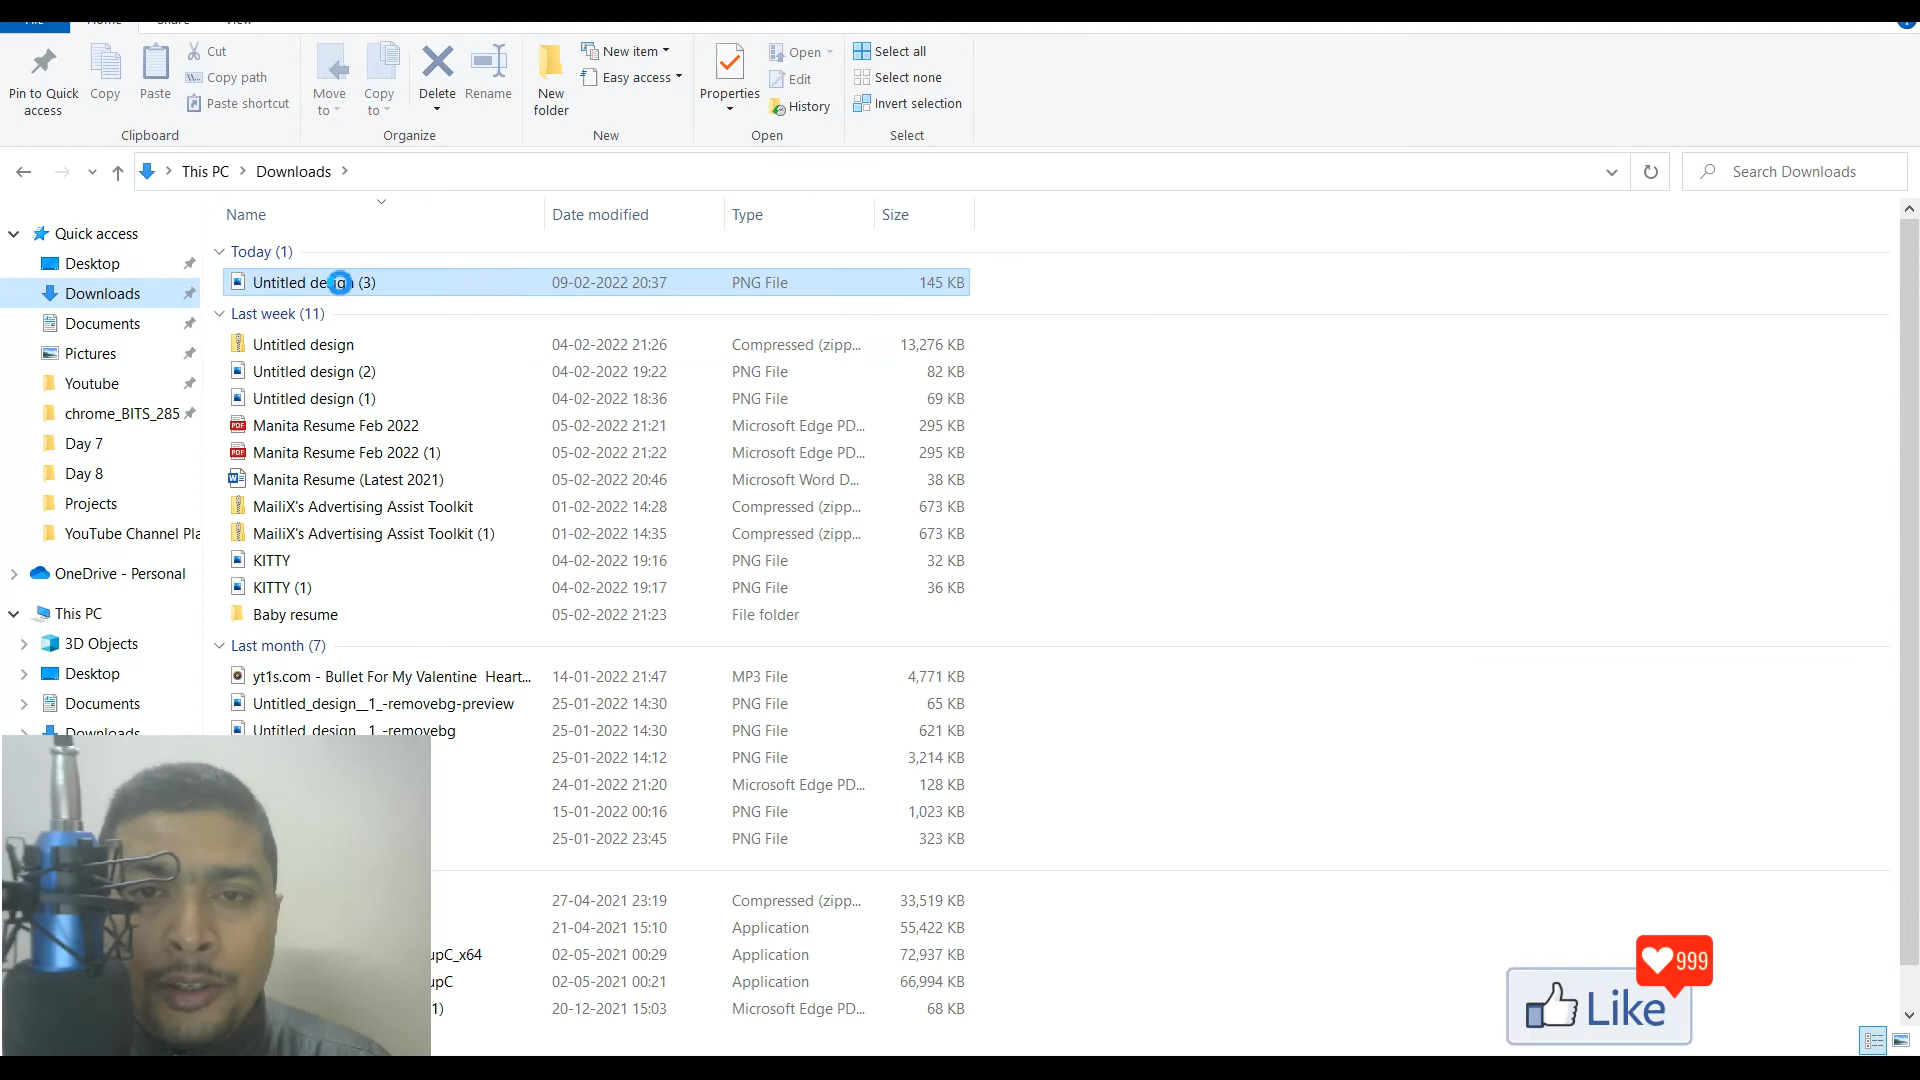 File Home Share View
Pin to Quick access
Copy
Paste
Cut
Copy path
Paste shortcut
Clipboard
Move to
Copy to
Delete
Rename
Organize
New folder
New item
Easy access
New
Properties
Open
Edit
History
Open
Select all
Select none
Invert selection
Select
This PC > Downloads >
Search Downloads
Name Date modified Type Size
Quick access
Desktop
Downloads
Documents
Pictures
Youtube
chrome_BITS_285
Day 7
Day 8
Projects
YouTube Channel Pla
OneDrive - Personal
This PC
3D Objects
Desktop
Documents
Downloads
Today (1)
Untitled design (3) 09-02-2022 20:37 PNG File 145 KB
Last week (11)
Untitled design 04-02-2022 21:26 Compressed (zipp... 13,276 KB
Untitled design (2) 04-02-2022 19:22 PNG File 82 KB
Untitled design (1) 04-02-2022 18:36 PNG File 69 KB
Manita Resume Feb 2022 05-02-2022 21:21 Microsoft Edge PD... 295 KB
Manita Resume Feb 2022 (1) 05-02-2022 21:22 Microsoft Edge PD... 295 KB
Manita Resume (Latest 2021) 05-02-2022 20:46 Microsoft Word D... 38 KB
MailiX's Advertising Assist Toolkit 01-02-2022 14:28 Compressed (zipp... 673 KB
MailiX's Advertising Assist Toolkit (1) 01-02-2022 14:35 Compressed (zipp... 673 KB
KITTY 04-02-2022 19:16 PNG File 32 KB
KITTY (1) 04-02-2022 19:17 PNG File 36 KB
Baby resume 05-02-2022 21:23 File folder
Last month (7)
yt1s.com - Bullet For My Valentine Heart... 14-01-2022 21:47 MP3 File 4,771 KB
Untitled_design__1_-removebg-preview 25-01-2022 14:30 PNG File 65 KB
Untitled_design__1_-removebg 25-01-2022 14:30 PNG File 621 KB
25-01-2022 14:12 PNG File 3,214 KB
24-01-2022 21:20 Microsoft Edge PD... 128 KB
15-01-2022 00:16 PNG File 1,023 KB
25-01-2022 23:45 PNG File 323 KB
27-04-2021 23:19 Compressed (zipp... 33,519 KB
21-04-2021 15:10 Application 55,422 KB
upC_x64 02-05-2021 00:29 Application 72,937 KB
upC 02-05-2021 00:21 Application 66,994 KB
1) 20-12-2021 15:03 Microsoft Edge PD... 68 KB
999
Like